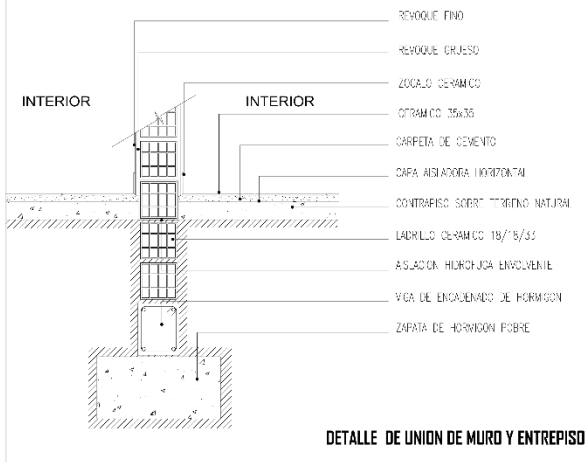 REVOQUE FINO
REVOQUE GRUESO
ZOCALO CERAMICO
INTERIOR
INTERIOR
CERAMICO 35x35
CARPETA DE CEMENTO
CAPA AISLADORA HORIZONTAL
CONTRAPISO SOBRE TERRENO NATURAL
LADRILLO CERAMICO 18/18/33
AISLACION HIDROFUGA ENVOLVENTE
VIGA DE ENCADENADO DE HORMIGON
ZAPATA DE HORMIGON POBRE
DETALLE DE UNION DE MURO Y ENTREPISO